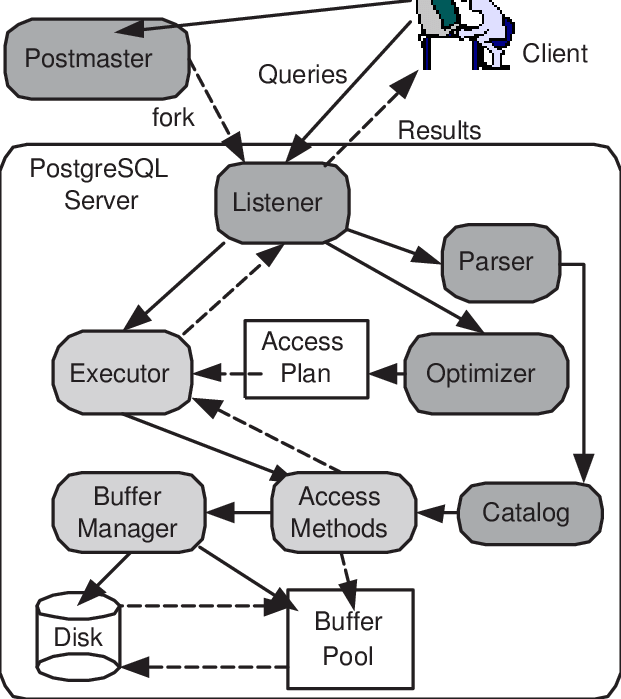 Postmaster
Client
Queries
fork
Results
PostgreSQL
Server
Listener
Parser
Access
Plan
Executor
Optimizer
Buffer
Manager
Access
Methods
Catalog
Disk
Buffer
Pool